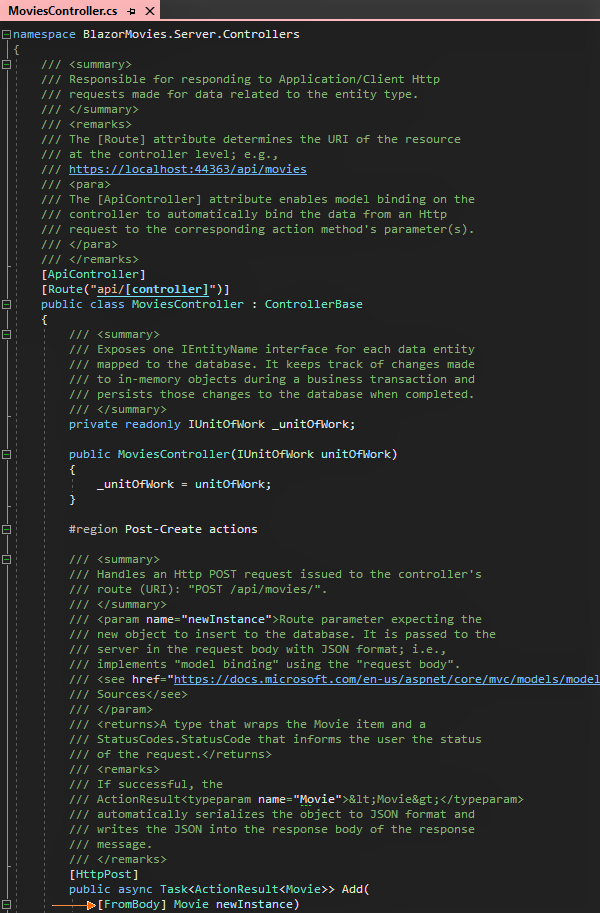 MoviesController.cs
namespace BlazorMovies.Server.Controllers
{
/// <summary>
/// Responsible for responding to Application/Client Http
/// requests made for data related to the entity type.
/// </summary>
/// <remarks>
/// The [Route] attribute determines the URI of the resource
/// at the controller level; e.g.,
/// https://localhost:44363/api/movies
/// <para>
/// The [ApiController] attribute enables model binding on the
/// controller to automatically bind the data from an Http
/// request to the corresponding action method's parameter(s).
/// </para>
/// </remarks>
[ApiController]
[Route("api/[controller]")]
public class MoviesController : ControllerBase
{
/// <summary>
/// Exposes one IEntityName interface for each data entity
/// mapped to the database. It keeps track of changes made
/// to in-memory objects during a business transaction and
/// persists those changes to the database when completed.
/// </summary>
private readonly IUnitOfWork _unitOfWork;
public MoviesController(IUnitOfWork unitOfWork)
{
_unitOfWork = unitOfWork;
}
#region Post-Create actions
/// <summary>
/// Handles an Http POST request issued to the controller's
/// route (URI): "POST /api/movies/".
/// </summary>
/// <param name="newInstance">Route parameter expecting the
/// new object to insert to the database. It is passed to the
/// server in the request body with JSON format; i.e.,
/// implements "model binding" using the "request body".
/// <see href="https://docs.microsoft.com/en-us/aspnet/core/mvc/models/model
/// Sources</see>
/// </param>
/// <returns>A type that wraps the Movie item and a
/// StatusCodes.StatusCode that informs the user the status
/// of the request.</returns>
/// <remarks>
/// If successful, the
/// ActionResult<typeparam name="Movie">&lt;Movie&gt;</typeparam>
/// automatically serializes the object to JSON format and
/// writes the JSON into the response body of the response
/// message.
/// </remarks>
[HttpPost]
public async Task<ActionResult<Movie>> Add(
[FromBody] Movie newInstance)